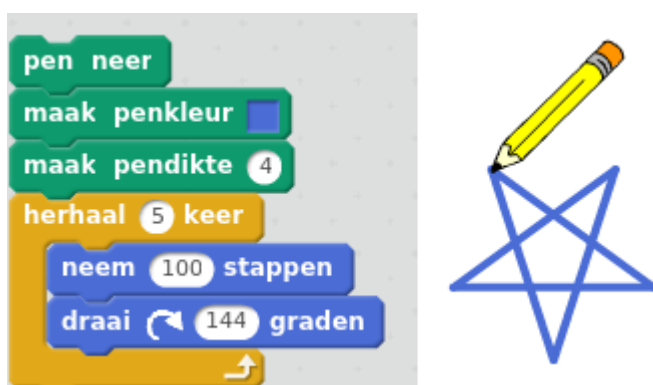 pen neer
maak penkleur
maak pendikte 4
herhaal 5 keer
neem 100 stappen
draai 144 graden